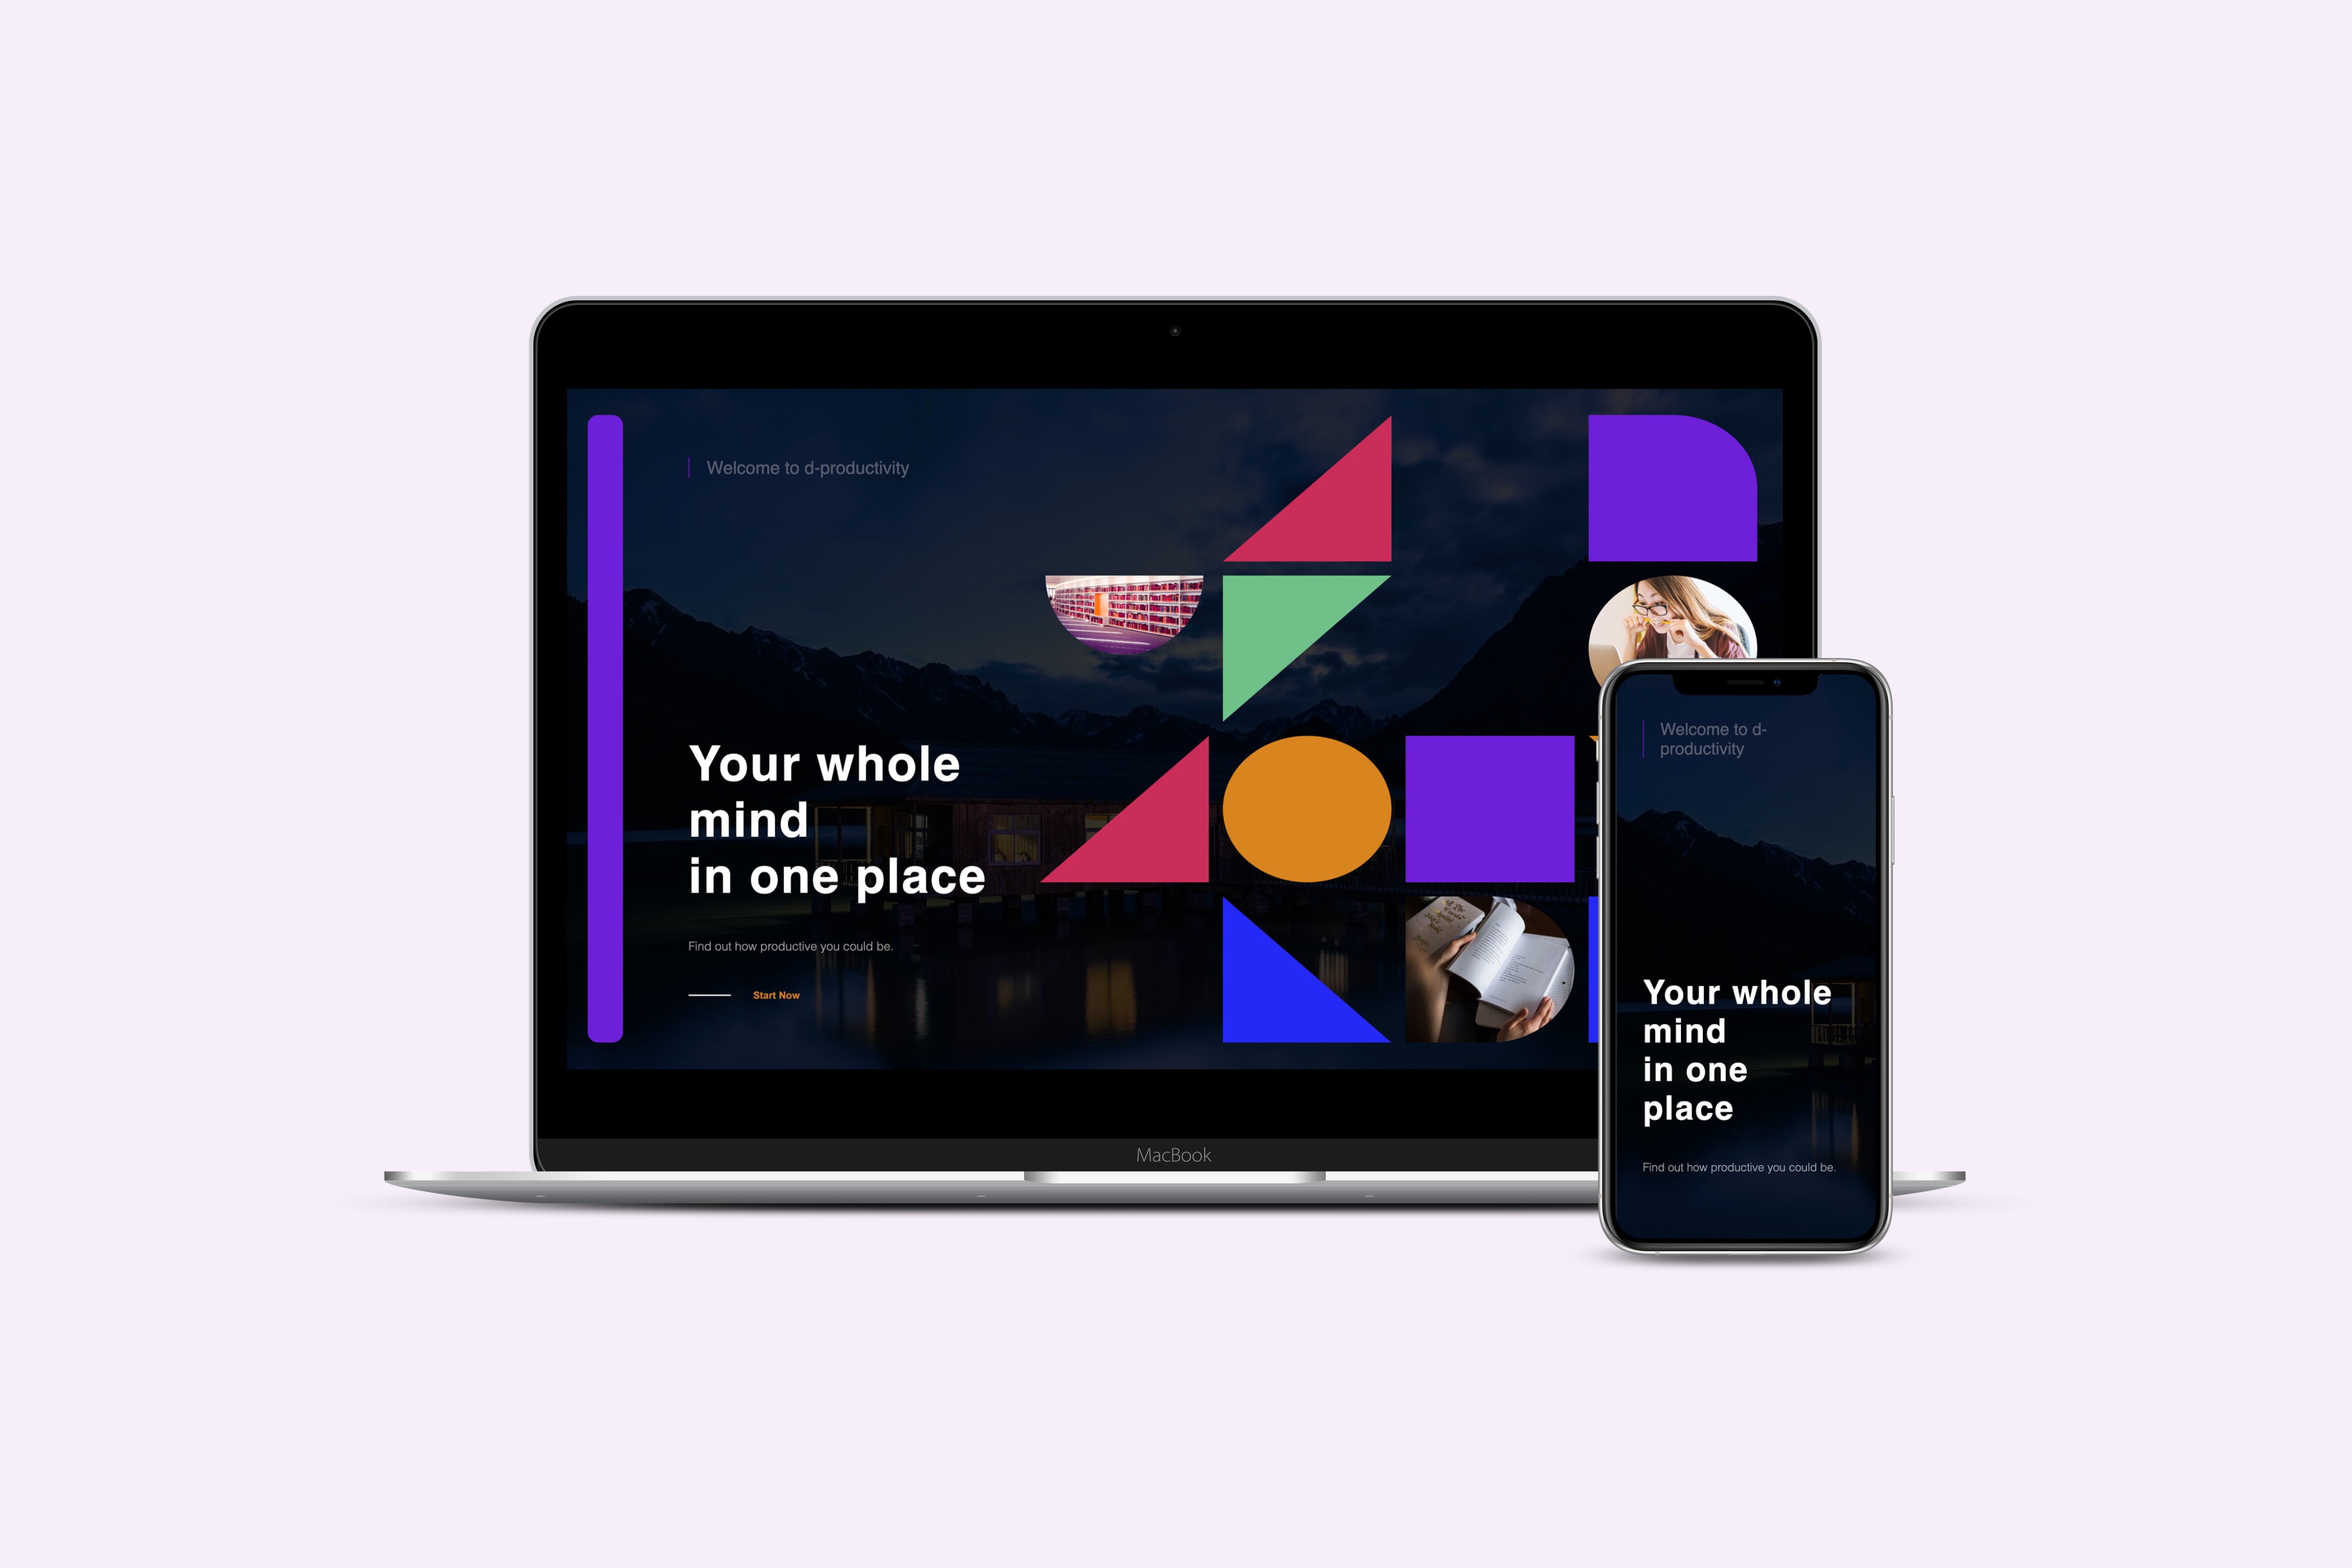 Welcome to d-productivity
Your whole
mind
in one place
Find out how productive you could be.
Start Now
MacBook
Welcome to d-
productivity
Your whole
mind
in one
place
Find out how productive you could be.